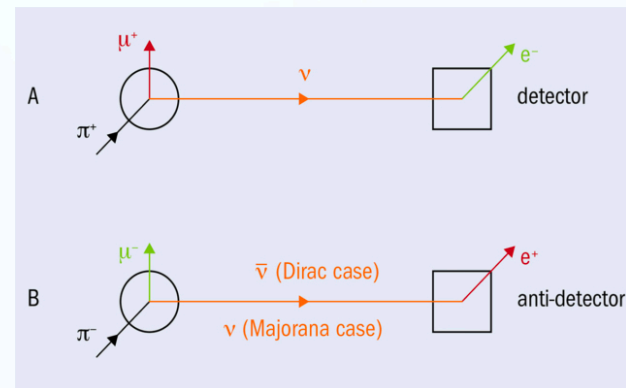 μ⁺
ν
e⁻
A
detector
π⁺
μ⁻
ν̄ (Dirac case)
e⁺
B
anti-detector
ν (Majorana case)
π⁻